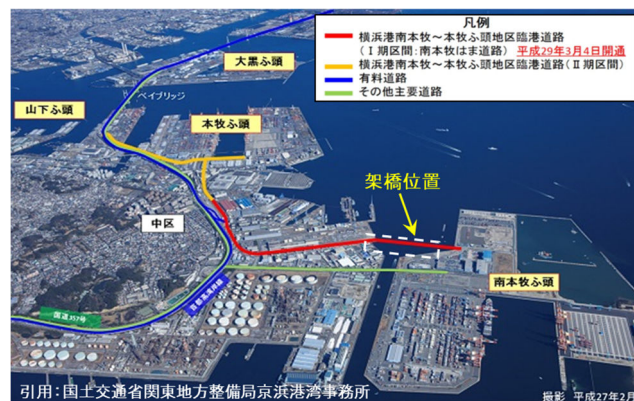 凡例
横浜港南本牧~本牧ふ頭地区臨港道路
(Ⅰ期区間:南本牧はま道路) 平成29年3月4日開通
横浜港南本牧~本牧ふ頭地区臨港道路(Ⅱ期区間)
有料道路
その他主要道路
大黒ふ頭
ベイブリッジ
山下ふ頭
本牧ふ頭
架橋位置
中区
南本牧ふ頭
国道357号
首都高湾岸線
引用:国土交通省関東地方整備局京浜港湾事務所
撮影 平成27年2月